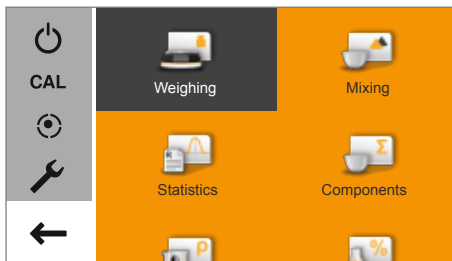 CAL
Weighing
Mixing
Σ
Statistics
Components
ρ
%